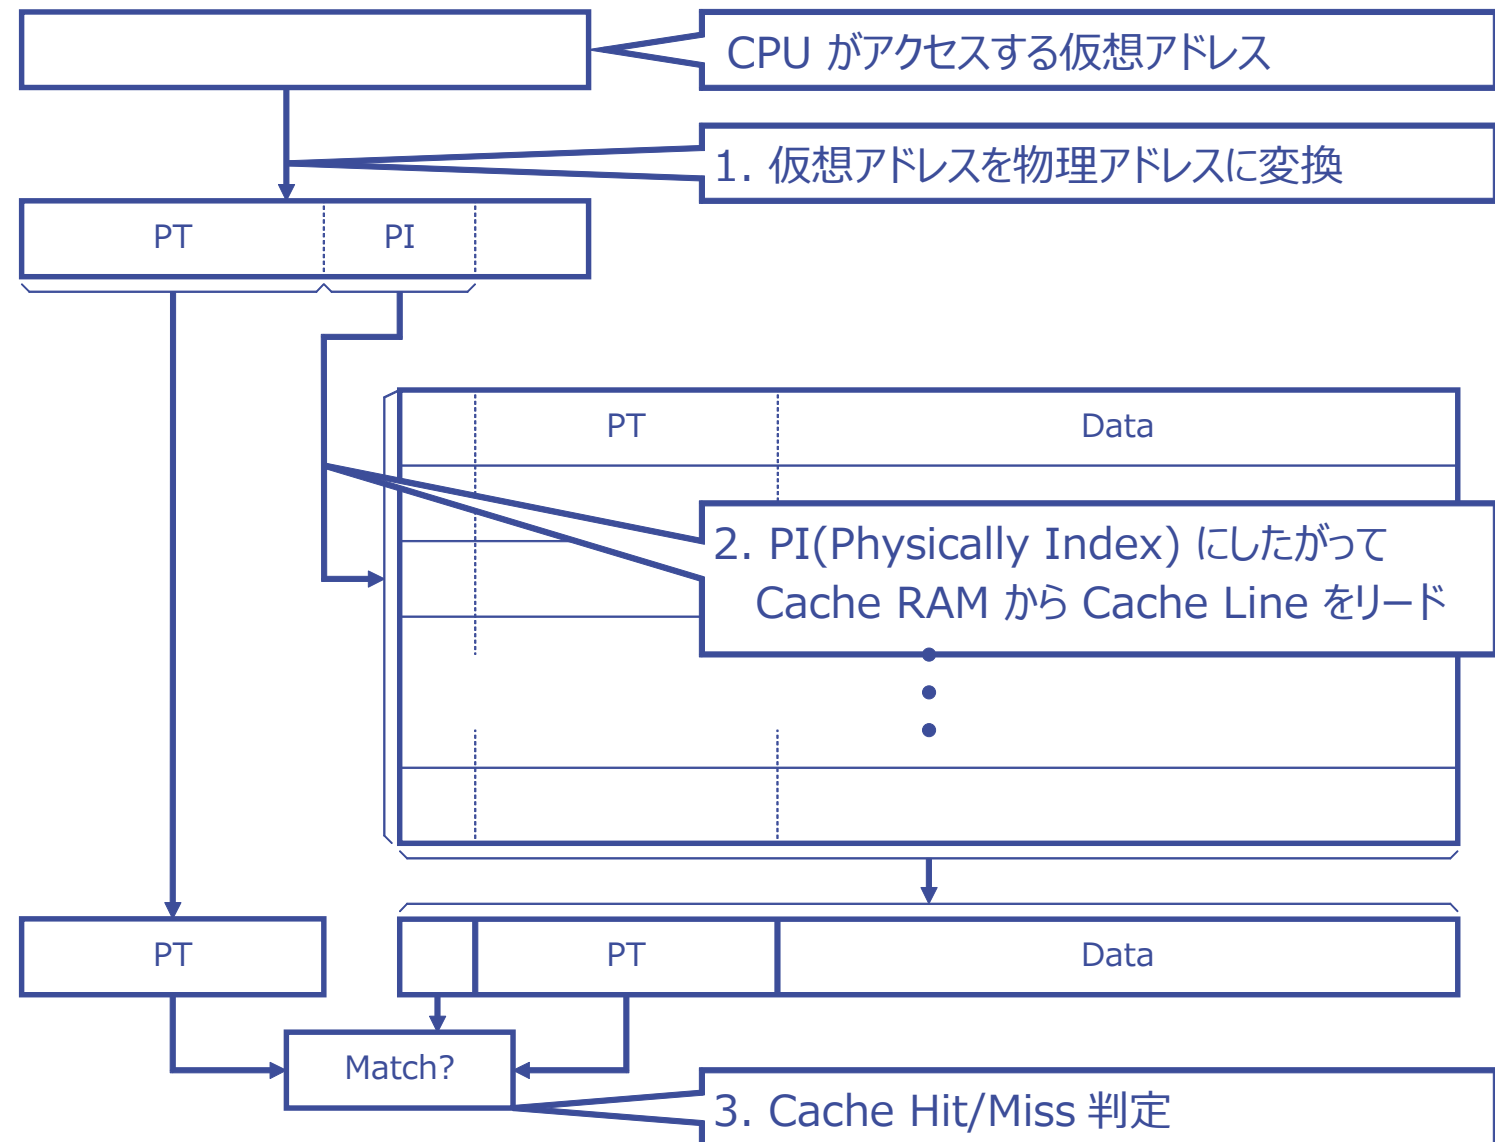 CPU がアクセスする仮想アドレス
1. 仮想アドレスを物理アドレスに変換
PT PI
PT Data
2. PI(Physically Index) にしたがって
Cache RAM から Cache Line をリード
PT PT Data
Match?
3. Cache Hit/Miss 判定